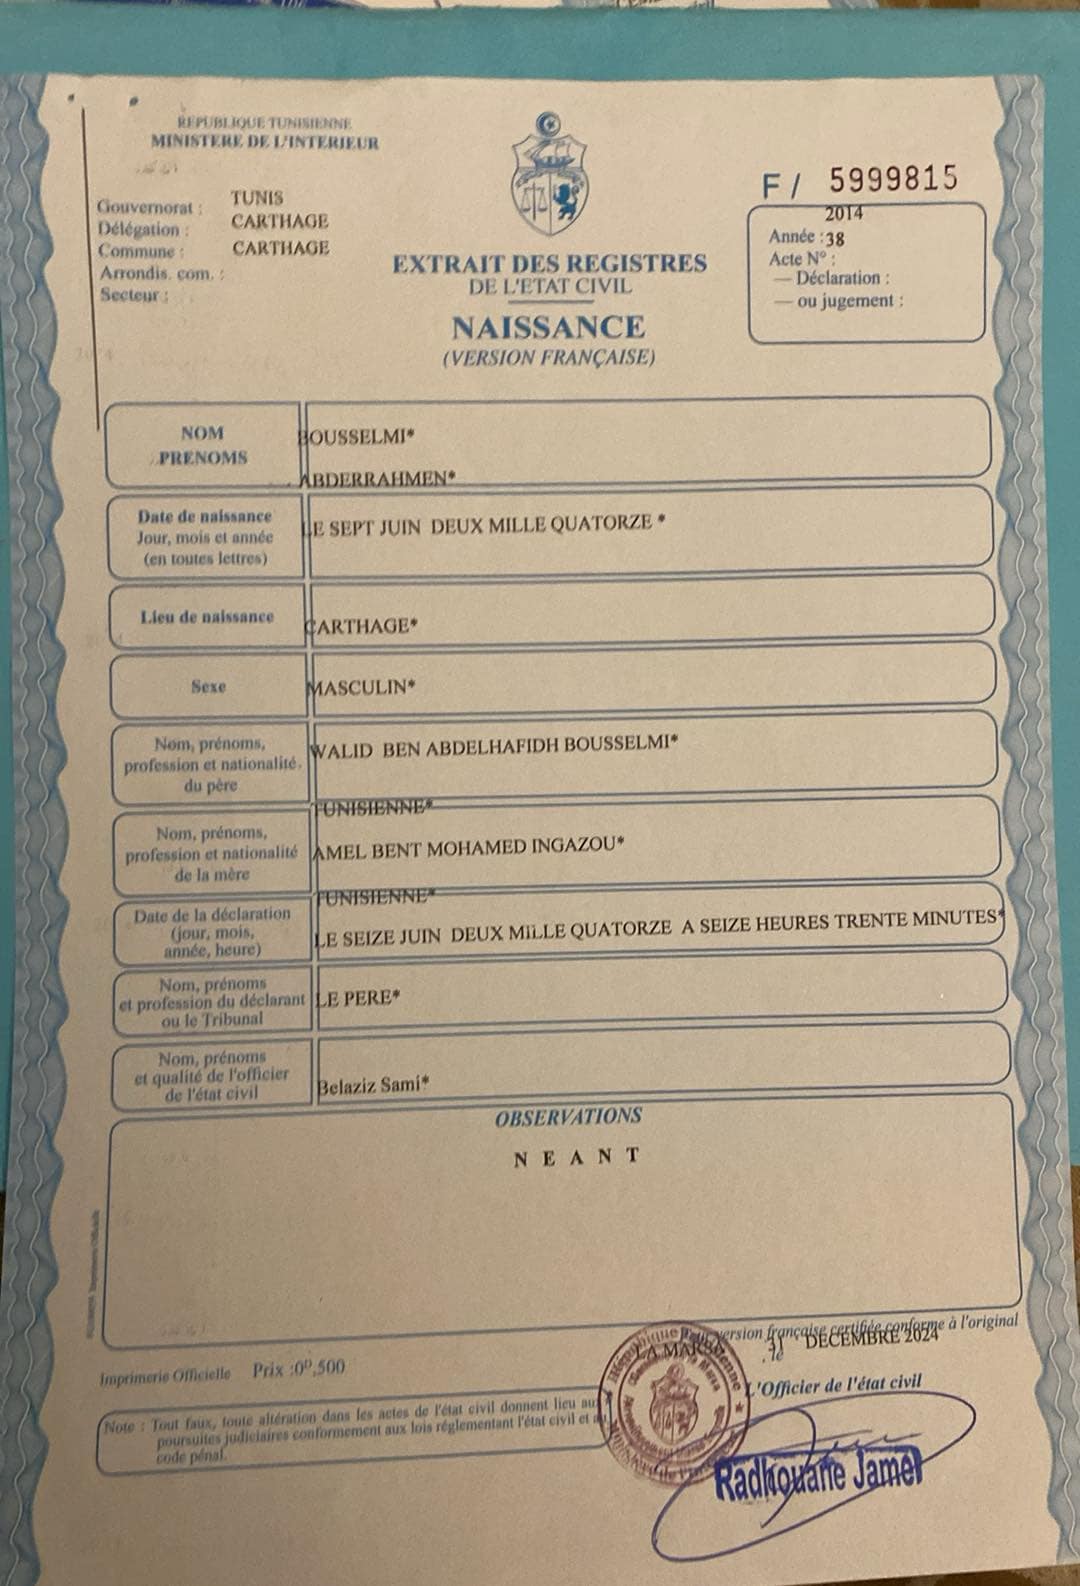 REPUBLIQUE TUNISIENNE
MINISTERE DE L'INTERIEUR
Gouvernorat : TUNIS
Délégation : CARTHAGE
Commune : CARTHAGE
Arrondis. com. :
Secteur :
EXTRAIT DES REGISTRES
DE L'ETAT CIVIL
NAISSANCE
(VERSION FRANÇAISE)
F / 5999815
2014
Année : 38
Acte N° :
— Déclaration :
— ou jugement :
NOM
PRENOMS
BOUSSELMI*
ABDERRAHMEN*
Date de naissance
Jour, mois et année
(en toutes lettres)
LE SEPT JUIN DEUX MILLE QUATORZE *
Lieu de naissance
CARTHAGE*
Sexe
MASCULIN*
Nom, prénoms,
profession et nationalité
du père
WALID BEN ABDELHAFIDH BOUSSELMI*
TUNISIENNE*
Nom, prénoms,
profession et nationalité
de la mère
AMEL BENT MOHAMED INGAZOU*
TUNISIENNE*
Date de la déclaration
(jour, mois,
année, heure)
LE SEIZE JUIN DEUX MILLE QUATORZE A SEIZE HEURES TRENTE MINUTES*
Nom, prénoms
et profession du déclarant
ou le Tribunal
LE PERE*
Nom, prénoms
et qualité de l'officier
de l'état civil
Belaziz Sami*
OBSERVATIONS
N E A N T
Pour version française certifiée conforme à l'original
LA MARSA , le 31 DECEMBRE 2024
L'Officier de l'état civil
Radhouane Jamel
Imprimerie Officielle Prix :0ᴰ,500
Note : Tout faux, toute altération dans les actes de l'état civil donnent lieu aux
poursuites judiciaires conformement aux lois réglementant l'état civil et au
code pénal.